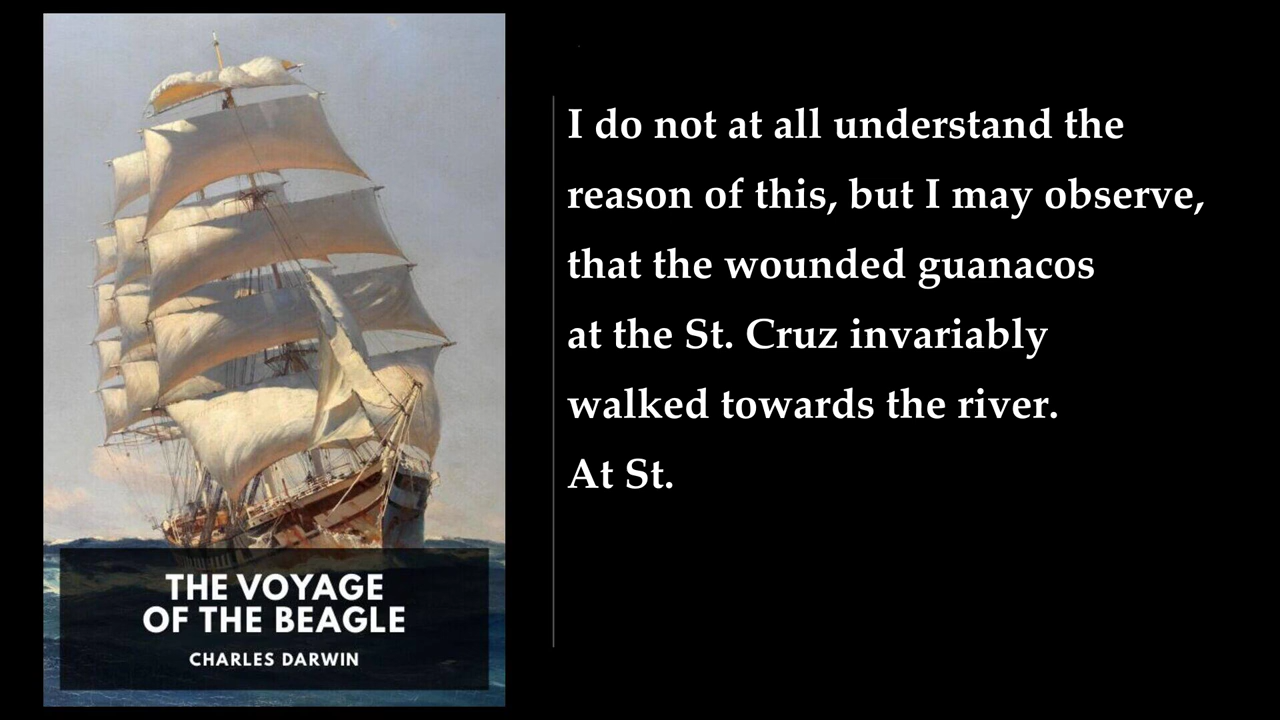 THE VOYAGE
OF THE BEAGLE
CHARLES DARWIN
I do not at all understand the
reason of this, but I may observe,
that the wounded guanacos
at the St. Cruz invariably
walked towards the river.
At St.